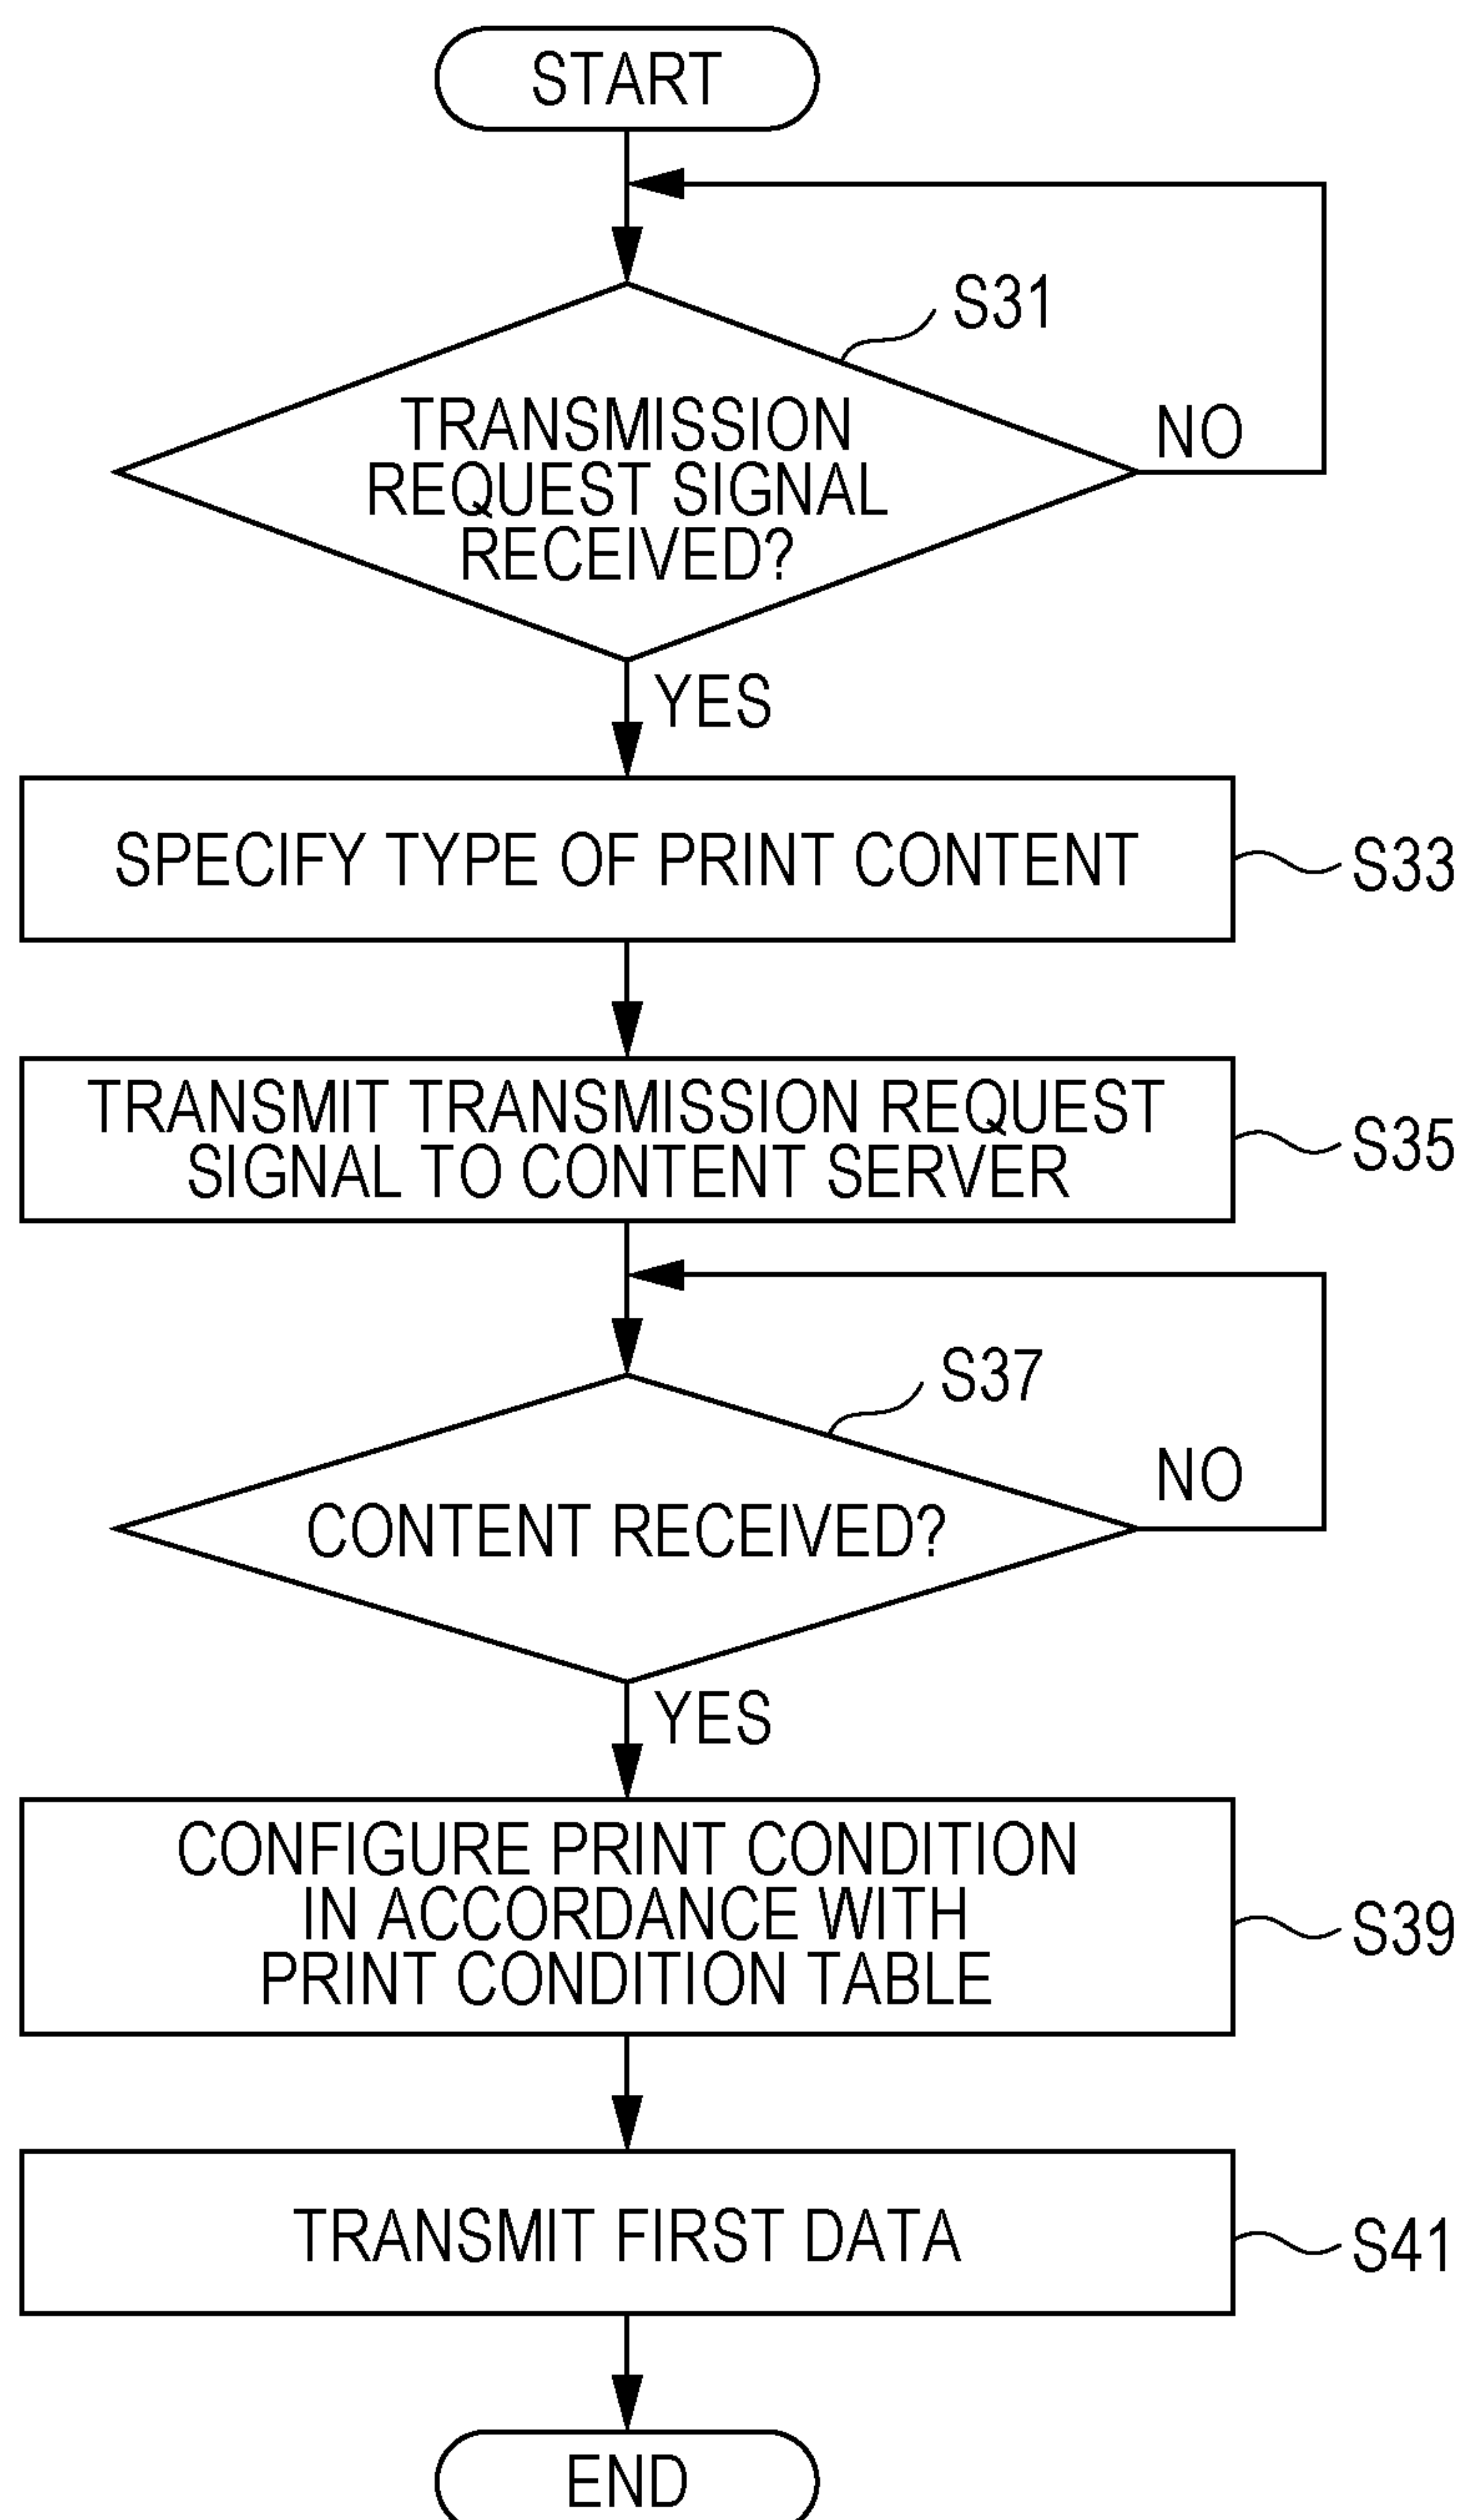 START
S31
TRANSMISSION
REQUEST SIGNAL
RECEIVED?
NO
YES
SPECIFY TYPE OF PRINT CONTENT
S33
TRANSMIT TRANSMISSION REQUEST
SIGNAL TO CONTENT SERVER
S35
S37
CONTENT RECEIVED?
NO
YES
CONFIGURE PRINT CONDITION
IN ACCORDANCE WITH
PRINT CONDITION TABLE
S39
TRANSMIT FIRST DATA
S41
END